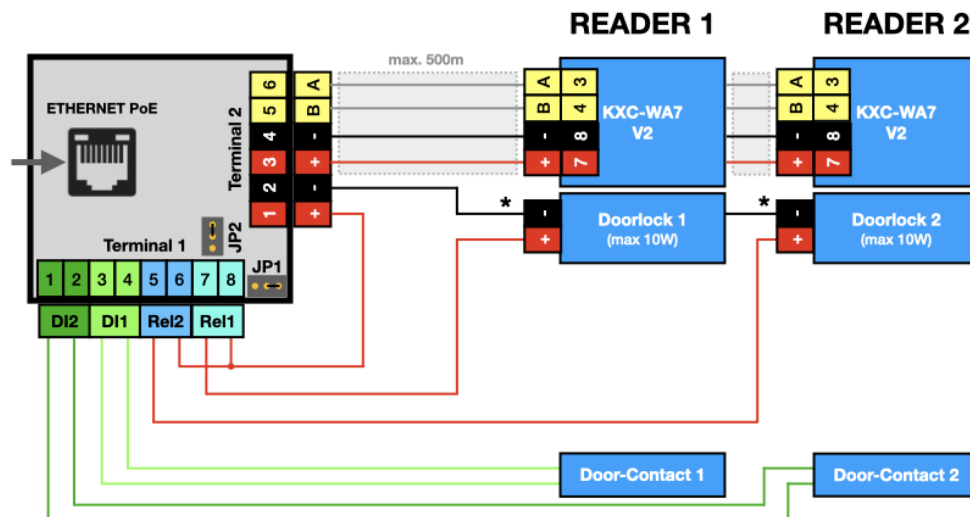 READER 1
READER 2
max. 500m
ETHERNET PoE
Terminal 2
6
5
4
3
2
1
A
B
-
+
-
+
A
B
-
+
3
4
8
7
KXC-WA7
V2
A
B
-
+
3
4
8
7
KXC-WA7
V2
*
-
+
Doorlock 1
(max 10W)
*
-
+
Doorlock 2
(max 10W)
JP2
Terminal 1
JP1
1 2 3 4 5 6 7 8
DI2 DI1 Rel2 Rel1
Door-Contact 1
Door-Contact 2